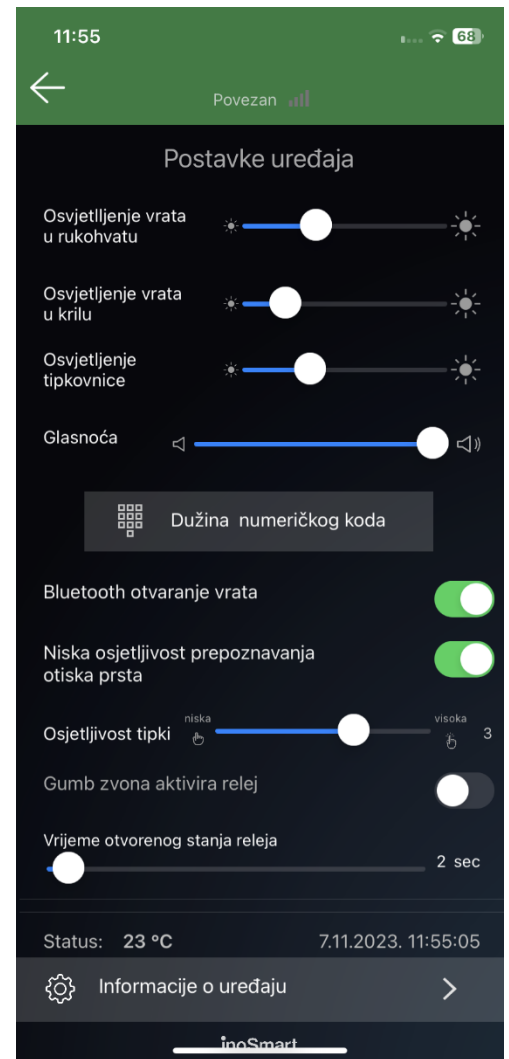 11:55
68
Povezan
Postavke uređaja
Osvjetlljenje vrata
u rukohvatu
Osvjetljenje vrata
u krilu
Osvjetljenje
tipkovnice
Glasnoća
Dužina numeričkog koda
Bluetooth otvaranje vrata
Niska osjetljivost prepoznavanja
otiska prsta
niska
visoka
Osjetljivost tipki
3
Gumb zvona aktivira relej
Vrijeme otvorenog stanja releja
2 sec
Status: 23 °C
7.11.2023. 11:55:05
Informacije o uređaju
inoSmart